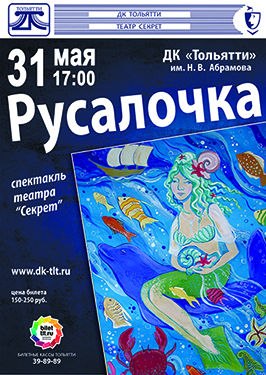 ТОЛЬЯТТИ
ДК ТОЛЬЯТТИ
ТЕАТР СЕКРЕТ
31 мая
17:00
ДК «Тольятти»
им. Н. В. Абрамова
Русалочка
спектакль
театра
"Секрет"
www.dk-tlt.ru
цена билета
150-250 руб.
bilet
tlt.ru
БИЛЕТНЫЕ КАССЫ ТОЛЬЯТТИ
39-89-89